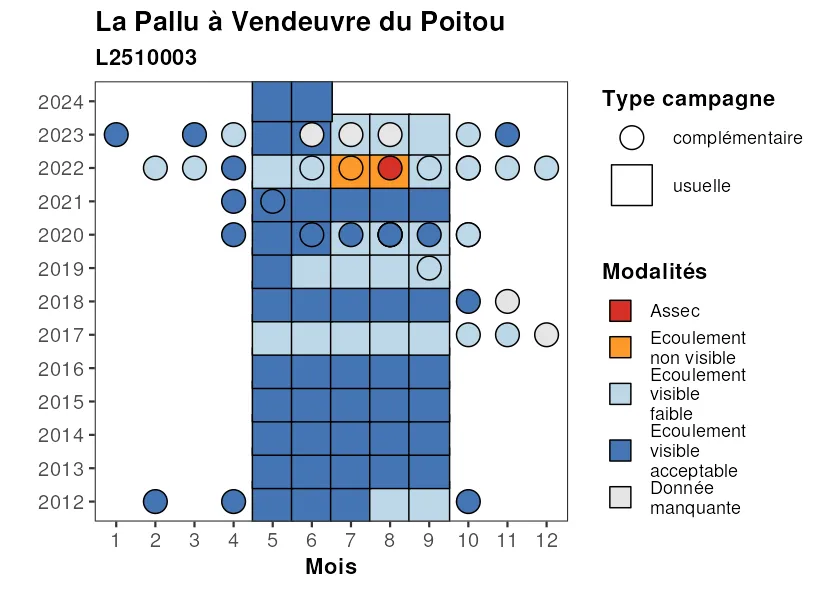 La Pallu à Vendeuvre du Poitou
L2510003
2024
2023
2022
2021
2020
2019
2018
2017
2016
2015
2014
2013
2012
1 2 3 4 5 6 7 8 9 10 11 12
Mois
Type campagne
complémentaire
usuelle
Modalités
Assec
Ecoulement
non visible
Ecoulement
visible
faible
Ecoulement
visible
acceptable
Donnée
manquante